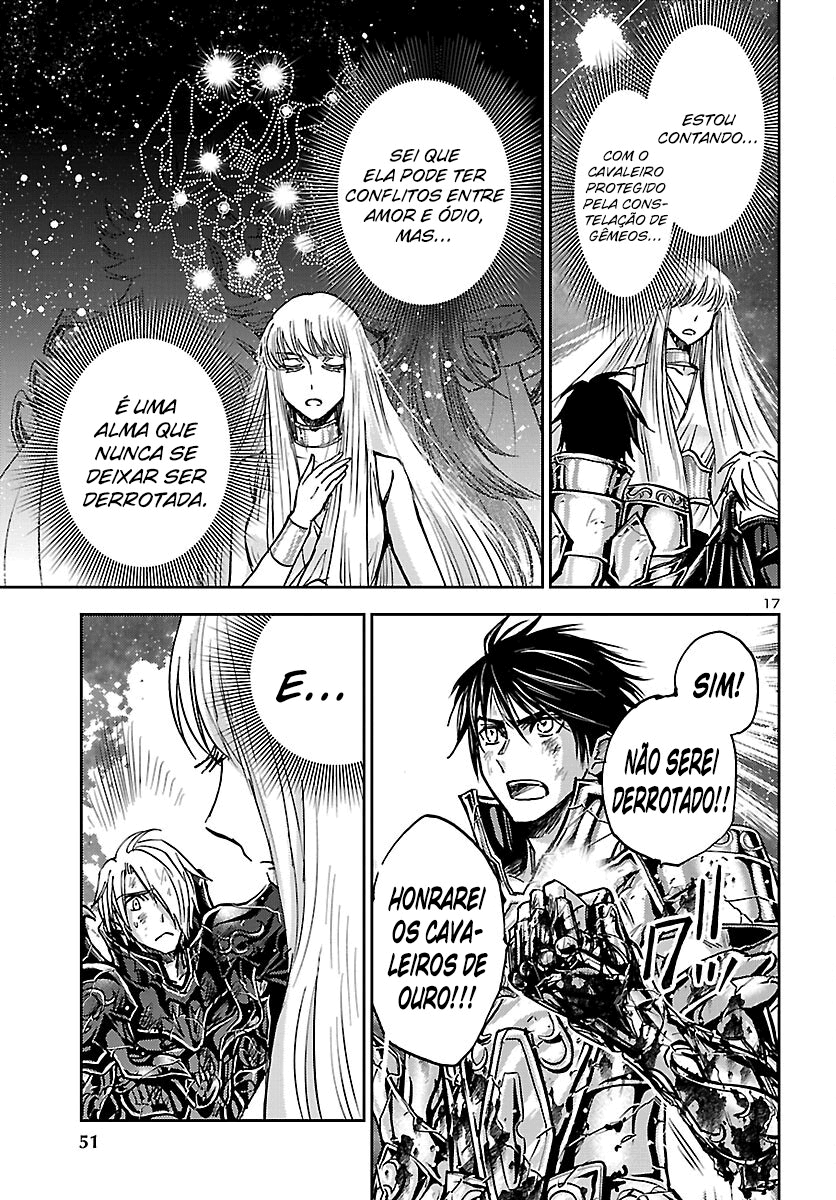 ESTOU
CONTANDO...
COM O
CAVALEIRO
PROTEGIDO
PELA CONS-
TELAÇÃO DE
GÊMEOS...
SEI QUE
ELA PODE TER
CONFLITOS ENTRE
AMOR E ÓDIO,
MAS...
É UMA
ALMA QUE
NUNCA SE
DEIXAR SER
DERROTADA.
17
SIM!
NÃO SEREI
DERROTADO!!
HONRAREI
OS CAVA-
LEIROS DE
OURO!!!
ワッ
E...
51